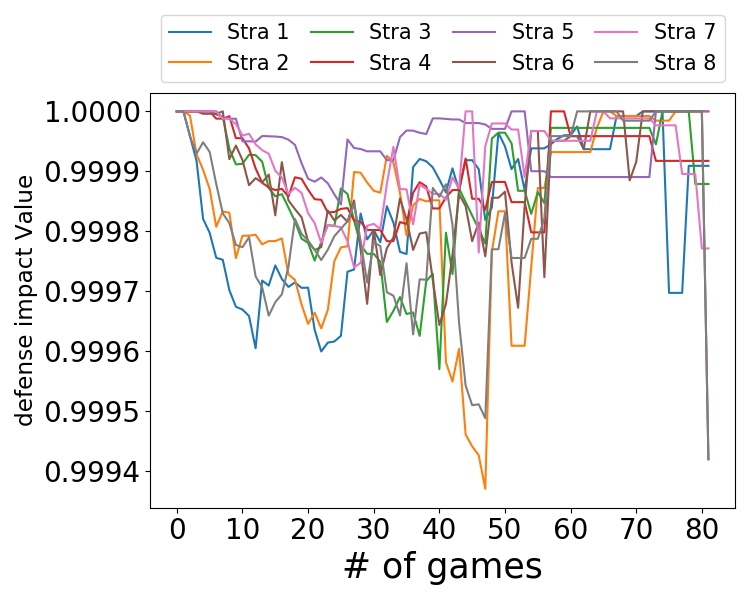 Stra 1 Stra 3 Stra 5 Stra 7
Stra 2 Stra 4 Stra 6 Stra 8
1.0000
0.9999
0.9998
0.9997
0.9996
0.9995
0.9994
defense impact Value
0 10 20 30 40 50 60 70 80
# of games